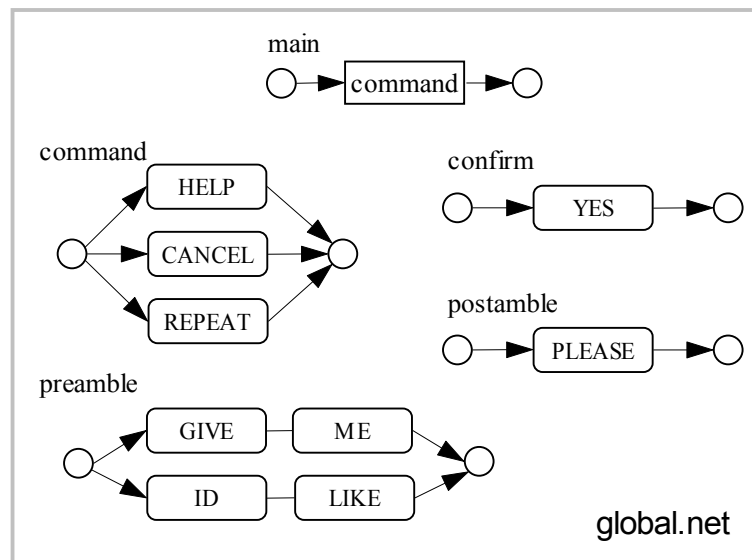 main
command
command
HELP
CANCEL
REPEAT
confirm
YES
postamble
PLEASE
preamble
GIVE ME
ID LIKE
global.net